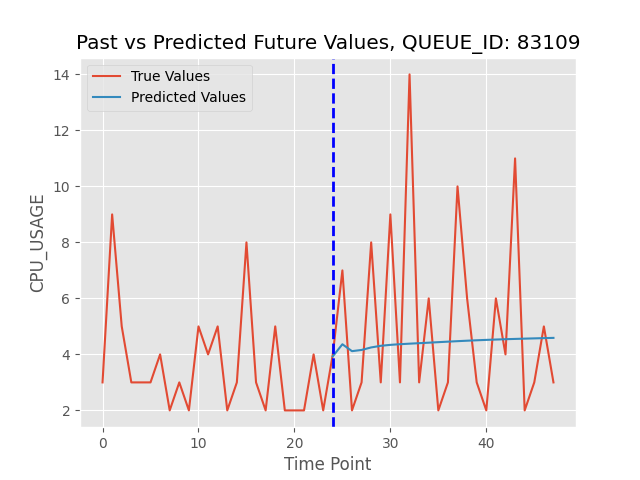 Past vs Predicted Future Values, QUEUE_ID: 83109
True Values
Predicted Values
CPU_USAGE
14
12
10
8
6
4
2
0
10
20
30
40
Time Point